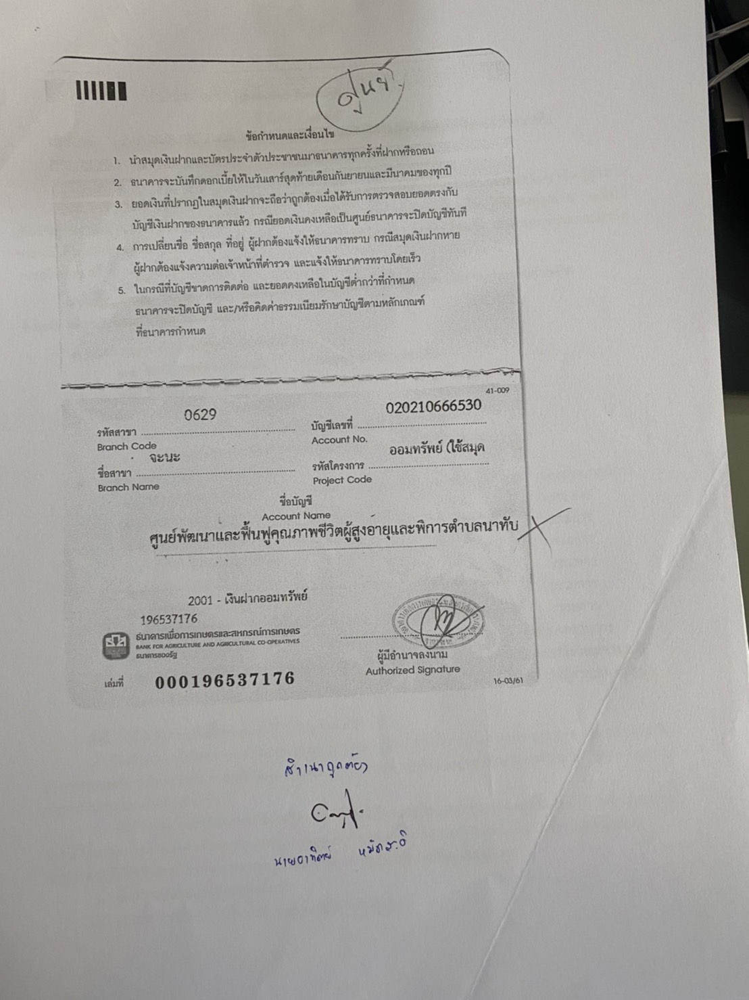 ศูนย์
ข้อกำหนดและเงื่อนไข
1. นำสมุดเงินฝากและบัตรประจำตัวประชาชนมาธนาคารทุกครั้งที่ฝากหรือถอน
2. ธนาคารจะบันทึกดอกเบี้ยให้ในวันเสาร์สุดท้ายเดือนกันยายนและมีนาคมของทุกปี
3. ยอดเงินที่ปรากฏในสมุดเงินฝากจะถือว่าถูกต้องเมื่อได้รับการตรวจสอบยอดตรงกับ
บัญชีเงินฝากของธนาคารแล้ว กรณียอดเงินคงเหลือเป็นศูนย์ธนาคารจะปิดบัญชีทันที
4. การเปลี่ยนชื่อ ชื่อสกุล ที่อยู่ ผู้ฝากต้องแจ้งให้ธนาคารทราบ กรณีสมุดเงินฝากหาย
ผู้ฝากต้องแจ้งความต่อเจ้าหน้าที่ตำรวจ และแจ้งให้ธนาคารทราบโดยเร็ว
5. ในกรณีที่บัญชีขาดการติดต่อ และยอดคงเหลือในบัญชีต่ำกว่าที่กำหนด
ธนาคารจะปิดบัญชี และ/หรือคิดค่าธรรมเนียมรักษาบัญชีตามหลักเกณฑ์
ที่ธนาคารกำหนด
41-009
รหัสสาขา 0629 บัญชีเลขที่ 020210666530
Branch Code Account No.
ชื่อสาขา จะนะ รหัสโครงการ ออมทรัพย์ (ใช้สมุด
Branch Name Project Code
ชื่อบัญชี
Account Name
ศูนย์พัฒนาและฟื้นฟูคุณภาพชีวิตผู้สูงอายุและพิการตำบลนาทับ
2001 - เงินฝากออมทรัพย์
196537176
ธนาคารเพื่อการเกษตรและสหกรณ์การเกษตร
BANK FOR AGRICULTURE AND AGRICULTURAL CO-OPERATIVES
ธนาคารของรัฐ
ผู้มีอำนาจลงนาม
Authorized Signature
เล่มที่ 000196537176
16-03/61
สำเนาถูกต้อง
นายอาทิตย์